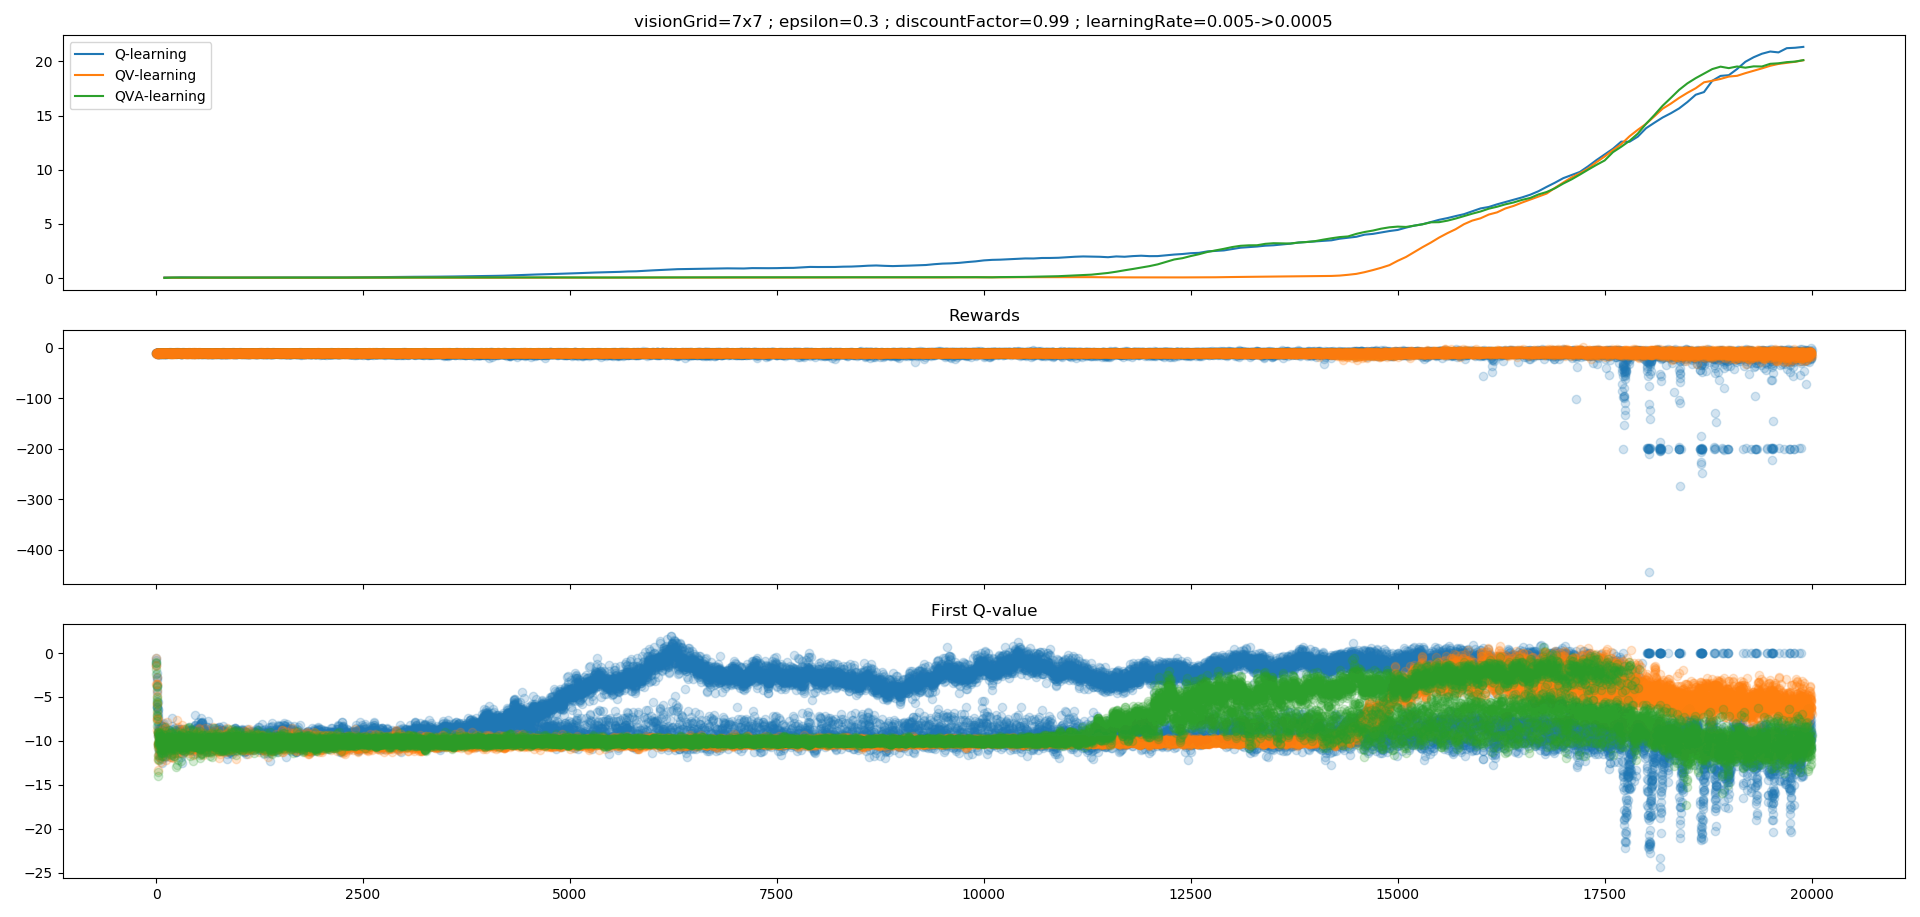 visionGrid=7x7 ; epsilon=0.3 ; discountFactor=0.99 ; learningRate=0.005->0.0005
Q-learning
QV-learning
QVA-learning
20
15
10
5
0
Rewards
0
−100
−200
−300
−400
First Q-value
0
−5
−10
−15
−20
−25
0 2500 5000 7500 10000 12500 15000 17500 20000